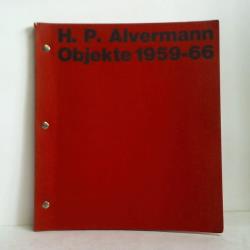 H. P. Alvermann
Objekte 1959-66